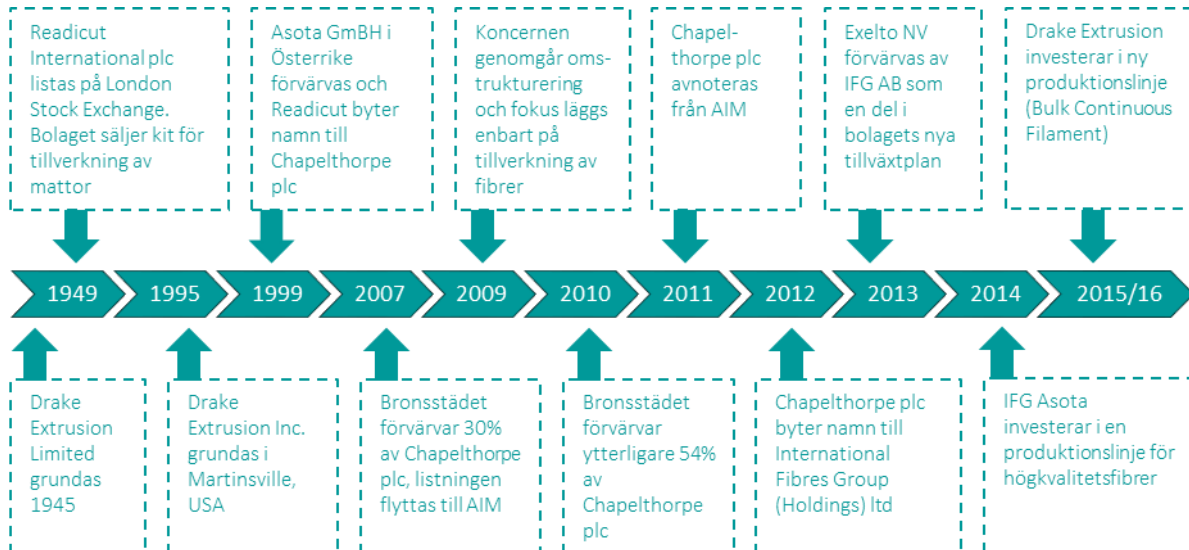 Readicut
International plc
listas på London
Stock Exchange.
Bolaget säljer kit för
tillverkning av
mattor
Asota GmBH i
Österrike
förvärvas och
Readicut byter
namn till
Chapelthorpe
plc
Koncernen
genomgår oms-
trukturering
och fokus läggs
enbart på
tillverkning av
fibrer
Chapel-
thorpe plc
avnoteras
från AIM
Exelto NV
förvärvas av
IFG AB som
en del i
bolagets nya
tillväxtplan
Drake Extrusion
investerar i ny
produktionslinje
(Bulk Continuous
Filament)
1949
1995
1999
2007
2009
2010
2011
2012
2013
2014
2015/16
Drake
Extrusion
Limited
grundas
1945
Drake
Extrusion Inc.
grundas i
Martinsville,
USA
Bronsstädet
förvärvar 30%
av Chapelthorpe
plc, listningen
flyttas till AIM
Bronsstädet
förvärvar
ytterligare 54%
av
Chapelthorpe
plc
Chapelthorpe plc
byter namn till
International
Fibres Group
(Holdings) ltd
IFG Asota
investerar i en
produktionslinje för
högkvalitetsfibrer